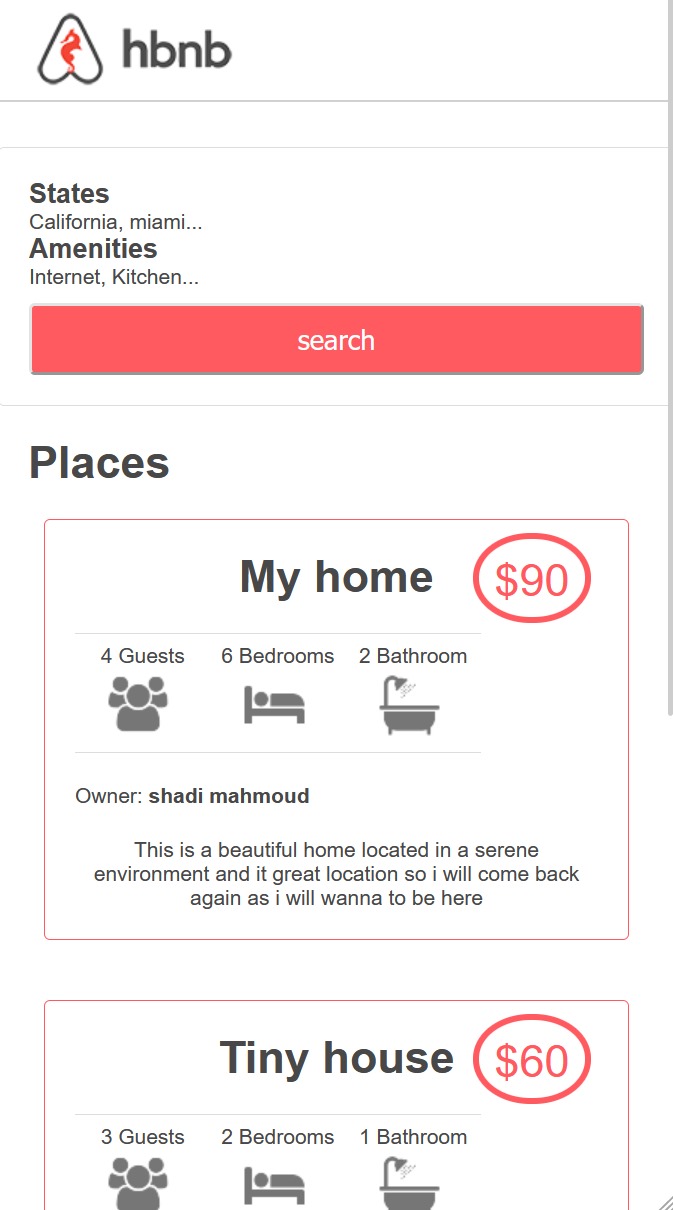 hbnb
States
California, miami...
Amenities
Internet, Kitchen...
search
Places
My home
$90
4 Guests 6 Bedrooms 2 Bathroom
Owner: shadi mahmoud
This is a beautiful home located in a serene
environment and it great location so i will come back
again as i will wanna to be here
Tiny house
$60
3 Guests 2 Bedrooms 1 Bathroom